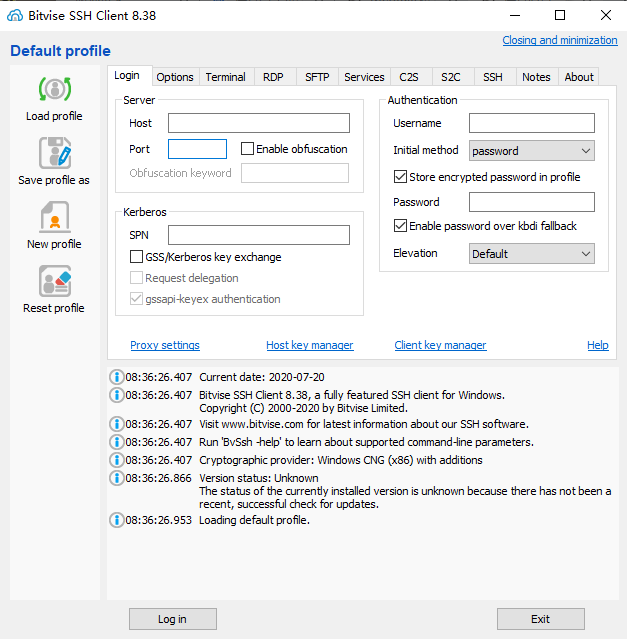 Bitvise SSH Client 8.38
Default profile
Closing and minimization
Load profile
Save profile as
New profile
Reset profile
Login Options Terminal RDP SFTP Services C2S S2C SSH Notes About
Server
Host
Port Enable obfuscation
Obfuscation keyword
Kerberos
SPN
GSS/Kerberos key exchange
Request delegation
gssapi-keyex authentication
Authentication
Username
Initial method password
Store encrypted password in profile
Password
Enable password over kbdi fallback
Elevation Default
Proxy settings Host key manager Client key manager Help
08:36:26.407 Current date: 2020-07-20
08:36:26.407 Bitvise SSH Client 8.38, a fully featured SSH client for Windows.
Copyright (C) 2000-2020 by Bitvise Limited.
08:36:26.407 Visit www.bitvise.com for latest information about our SSH software.
08:36:26.407 Run 'BvSsh -help' to learn about supported command-line parameters.
08:36:26.407 Cryptographic provider: Windows CNG (x86) with additions
08:36:26.866 Version status: Unknown
The status of the currently installed version is unknown because there has not been a
recent, successful check for updates.
08:36:26.953 Loading default profile.
Log in Exit